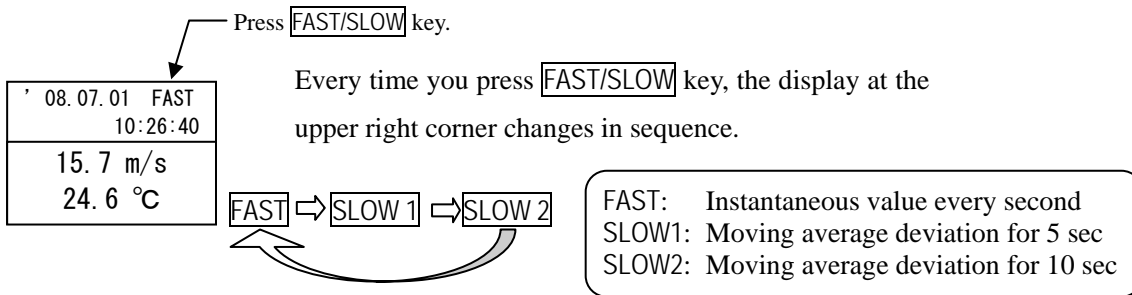 Press FAST/SLOW key.
Every time you press FAST/SLOW key, the display at the
upper right corner changes in sequence.
' 08.07.01 FAST
10:26:40
15.7 m/s
24.6 ℃
FAST ⇨ SLOW 1 ⇨ SLOW 2
FAST: Instantaneous value every second
SLOW1: Moving average deviation for 5 sec
SLOW2: Moving average deviation for 10 sec